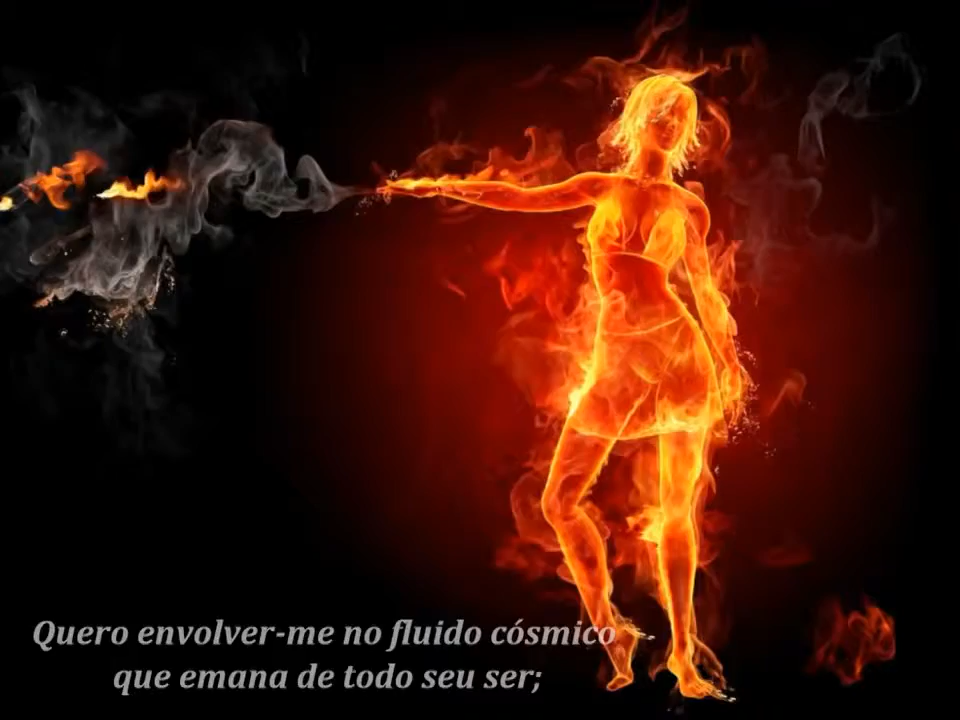 Quero envolver-me no fluido cósmico
que emana de todo seu ser;